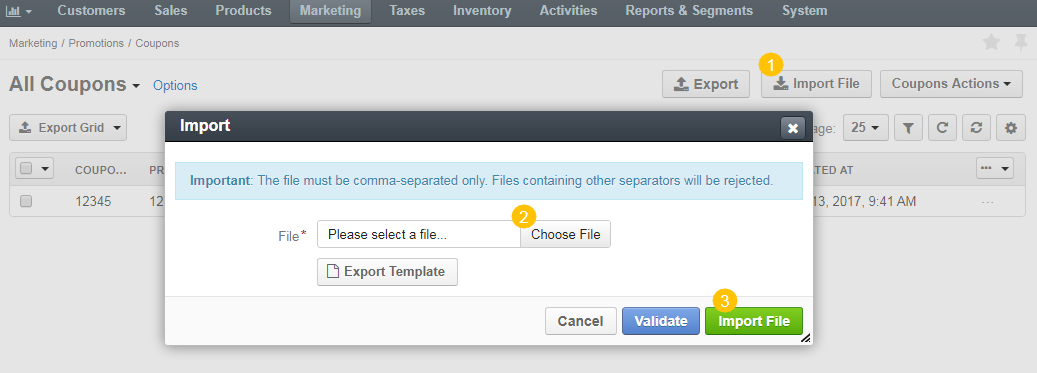 Customers Sales Products Marketing Taxes Inventory Activities Reports & Segments System
Marketing / Promotions / Coupons
1
All Coupons Options Export Import File Coupons Actions
Export Grid age: 25
Import
COUPO... PR TED AT
Important: The file must be comma-separated only. Files containing other separators will be rejected.
12345 12 13, 2017, 9:41 AM ...
2
File* Please select a file... Choose File
Export Template
3
Cancel Validate Import File